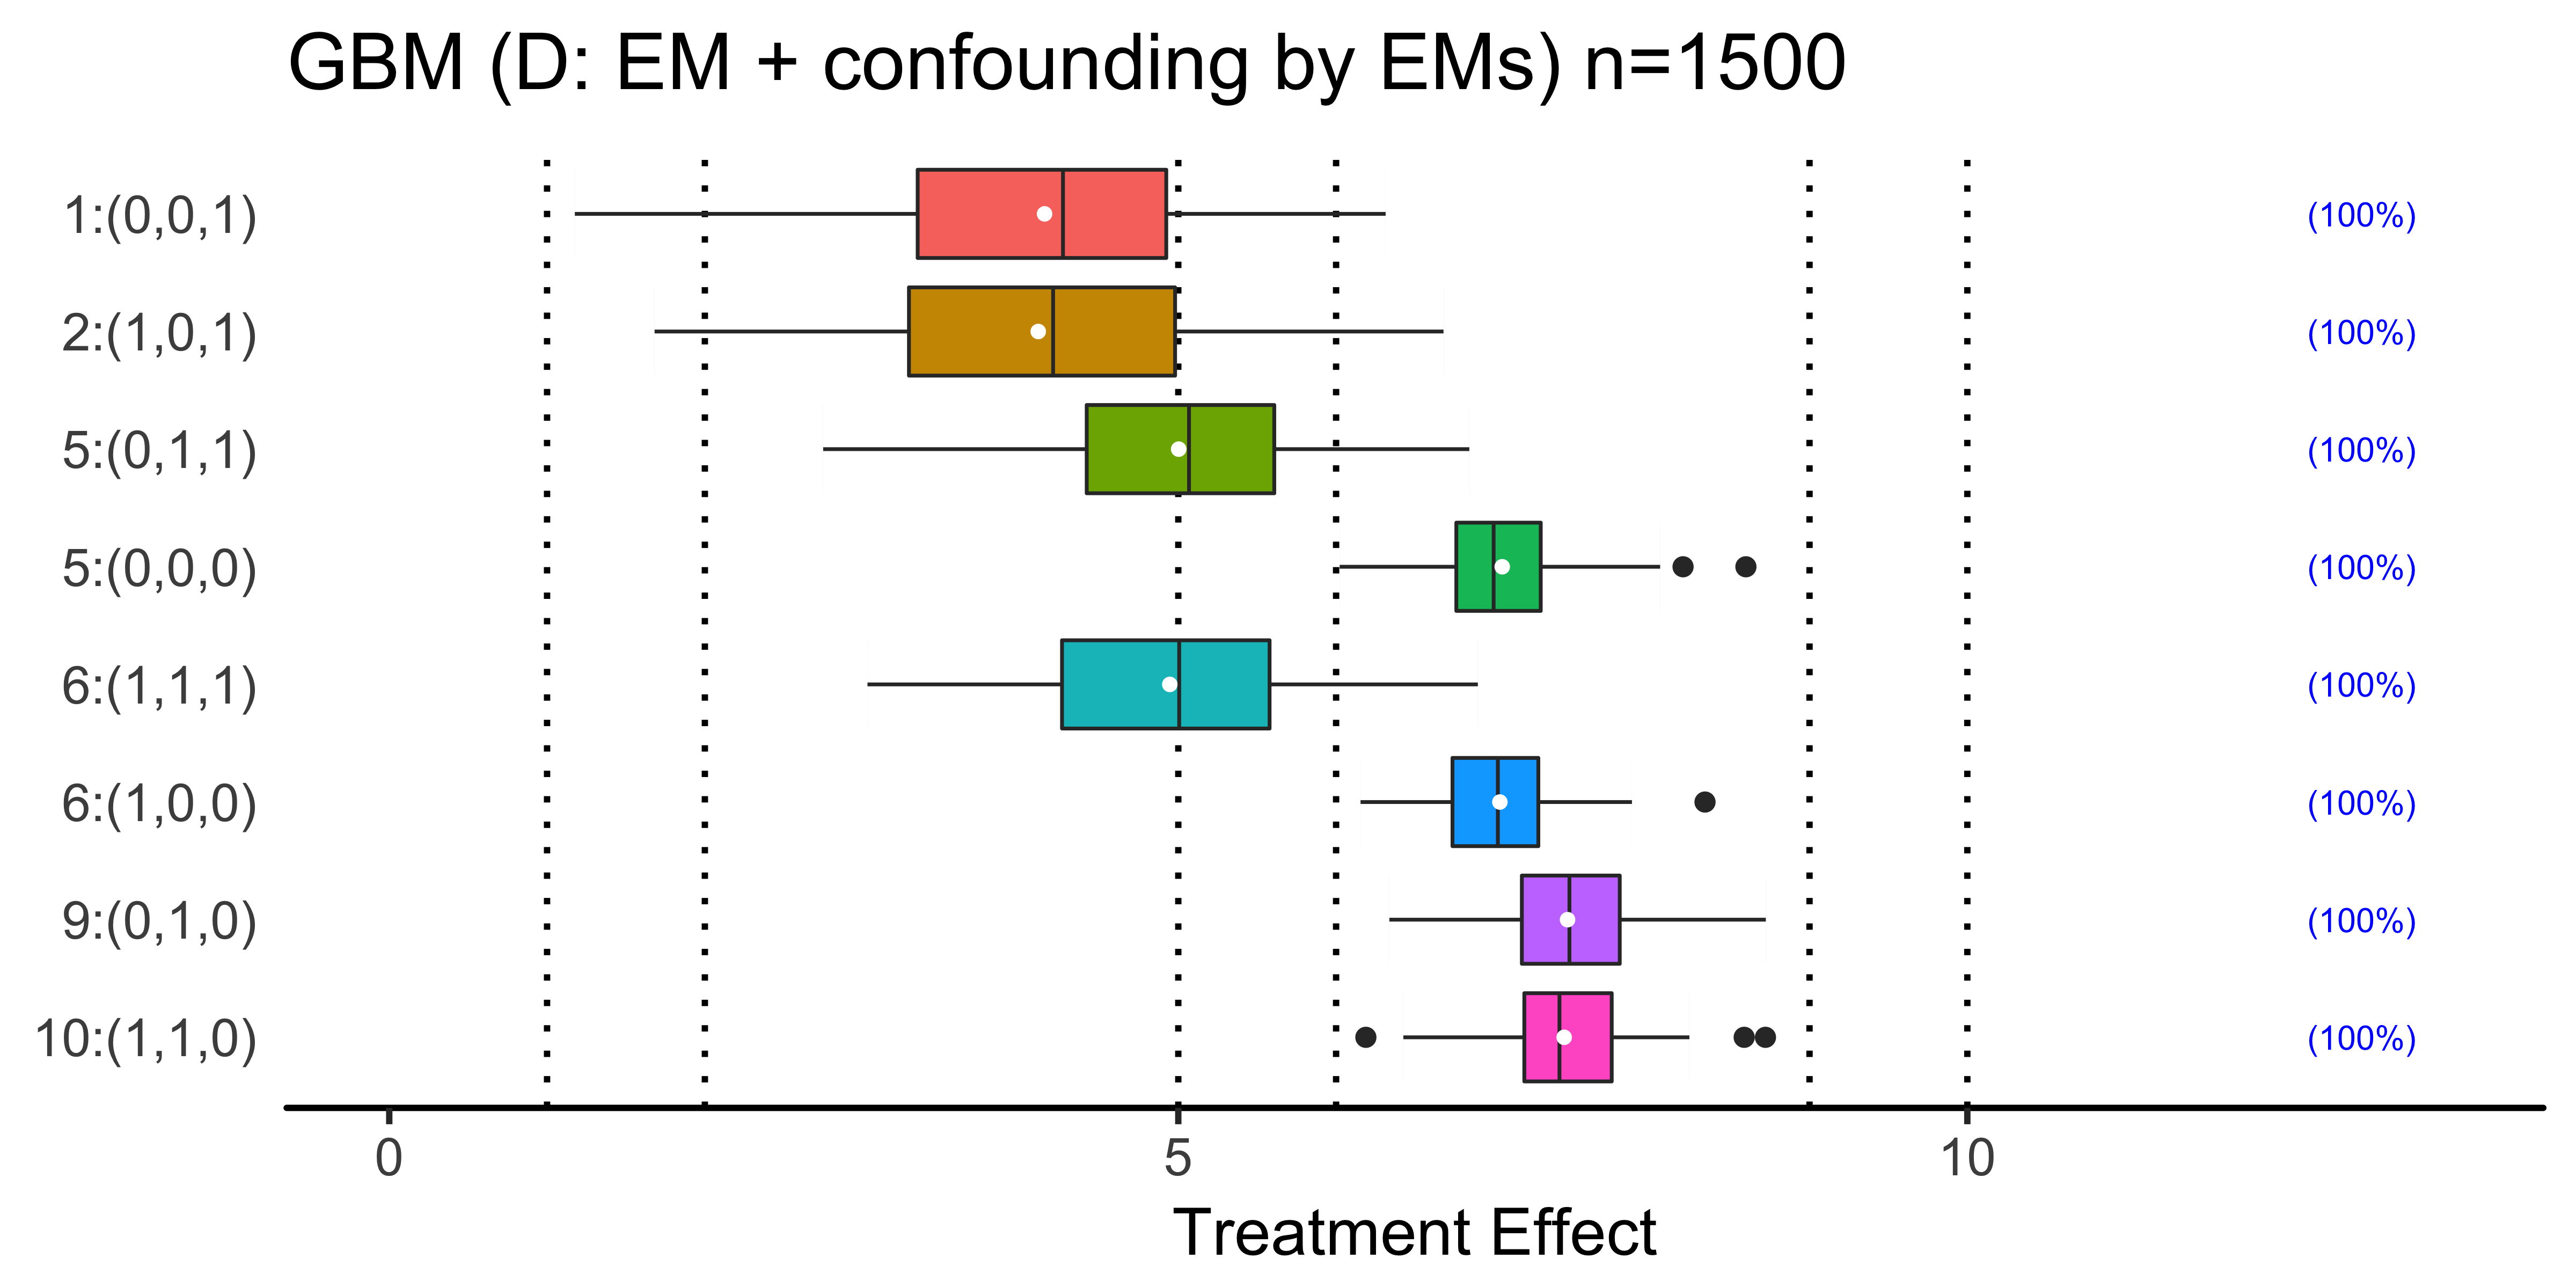 GBM (D: EM + confounding by EMs) n=1500
1:(0,0,1) (100%)
2:(1,0,1) (100%)
5:(0,1,1) (100%)
5:(0,0,0) (100%)
6:(1,1,1) (100%)
6:(1,0,0) (100%)
9:(0,1,0) (100%)
10:(1,1,0) (100%)
0 5 10
Treatment Effect